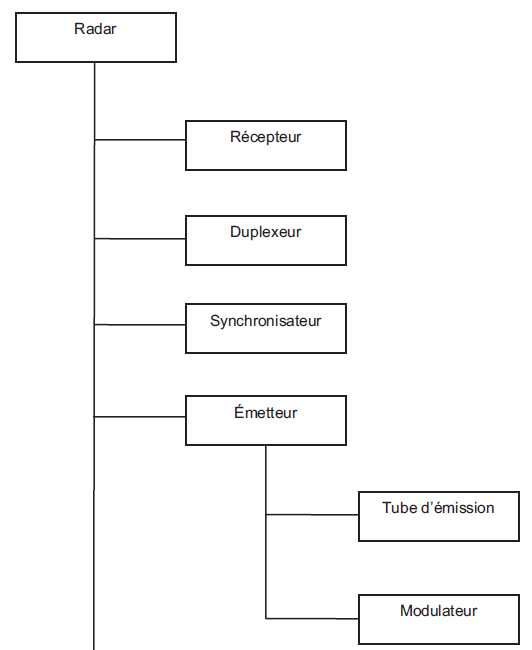 Radar
Récepteur
Duplexeur
Synchronisateur
Émetteur
Tube d’émission
Modulateur